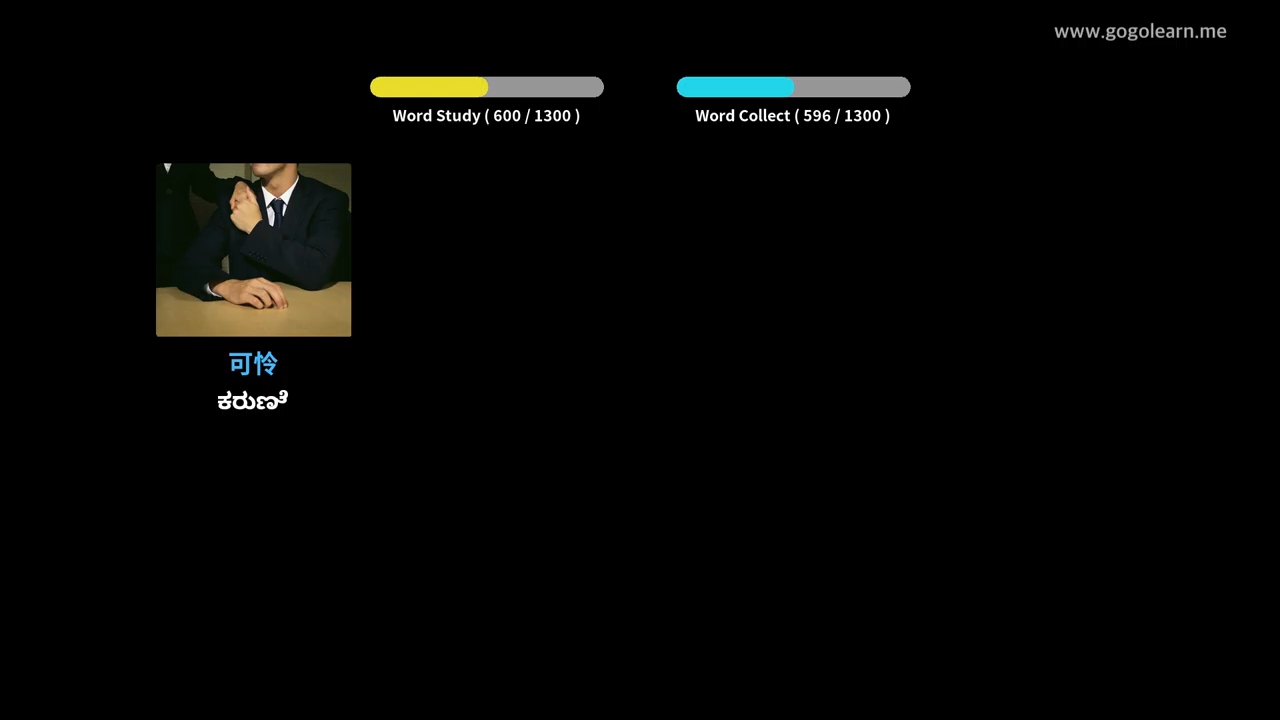 www.gogolearn.me
Word Study ( 600 / 1300 )
Word Collect ( 596 / 1300 )
可怜
ಕರುಣೆ